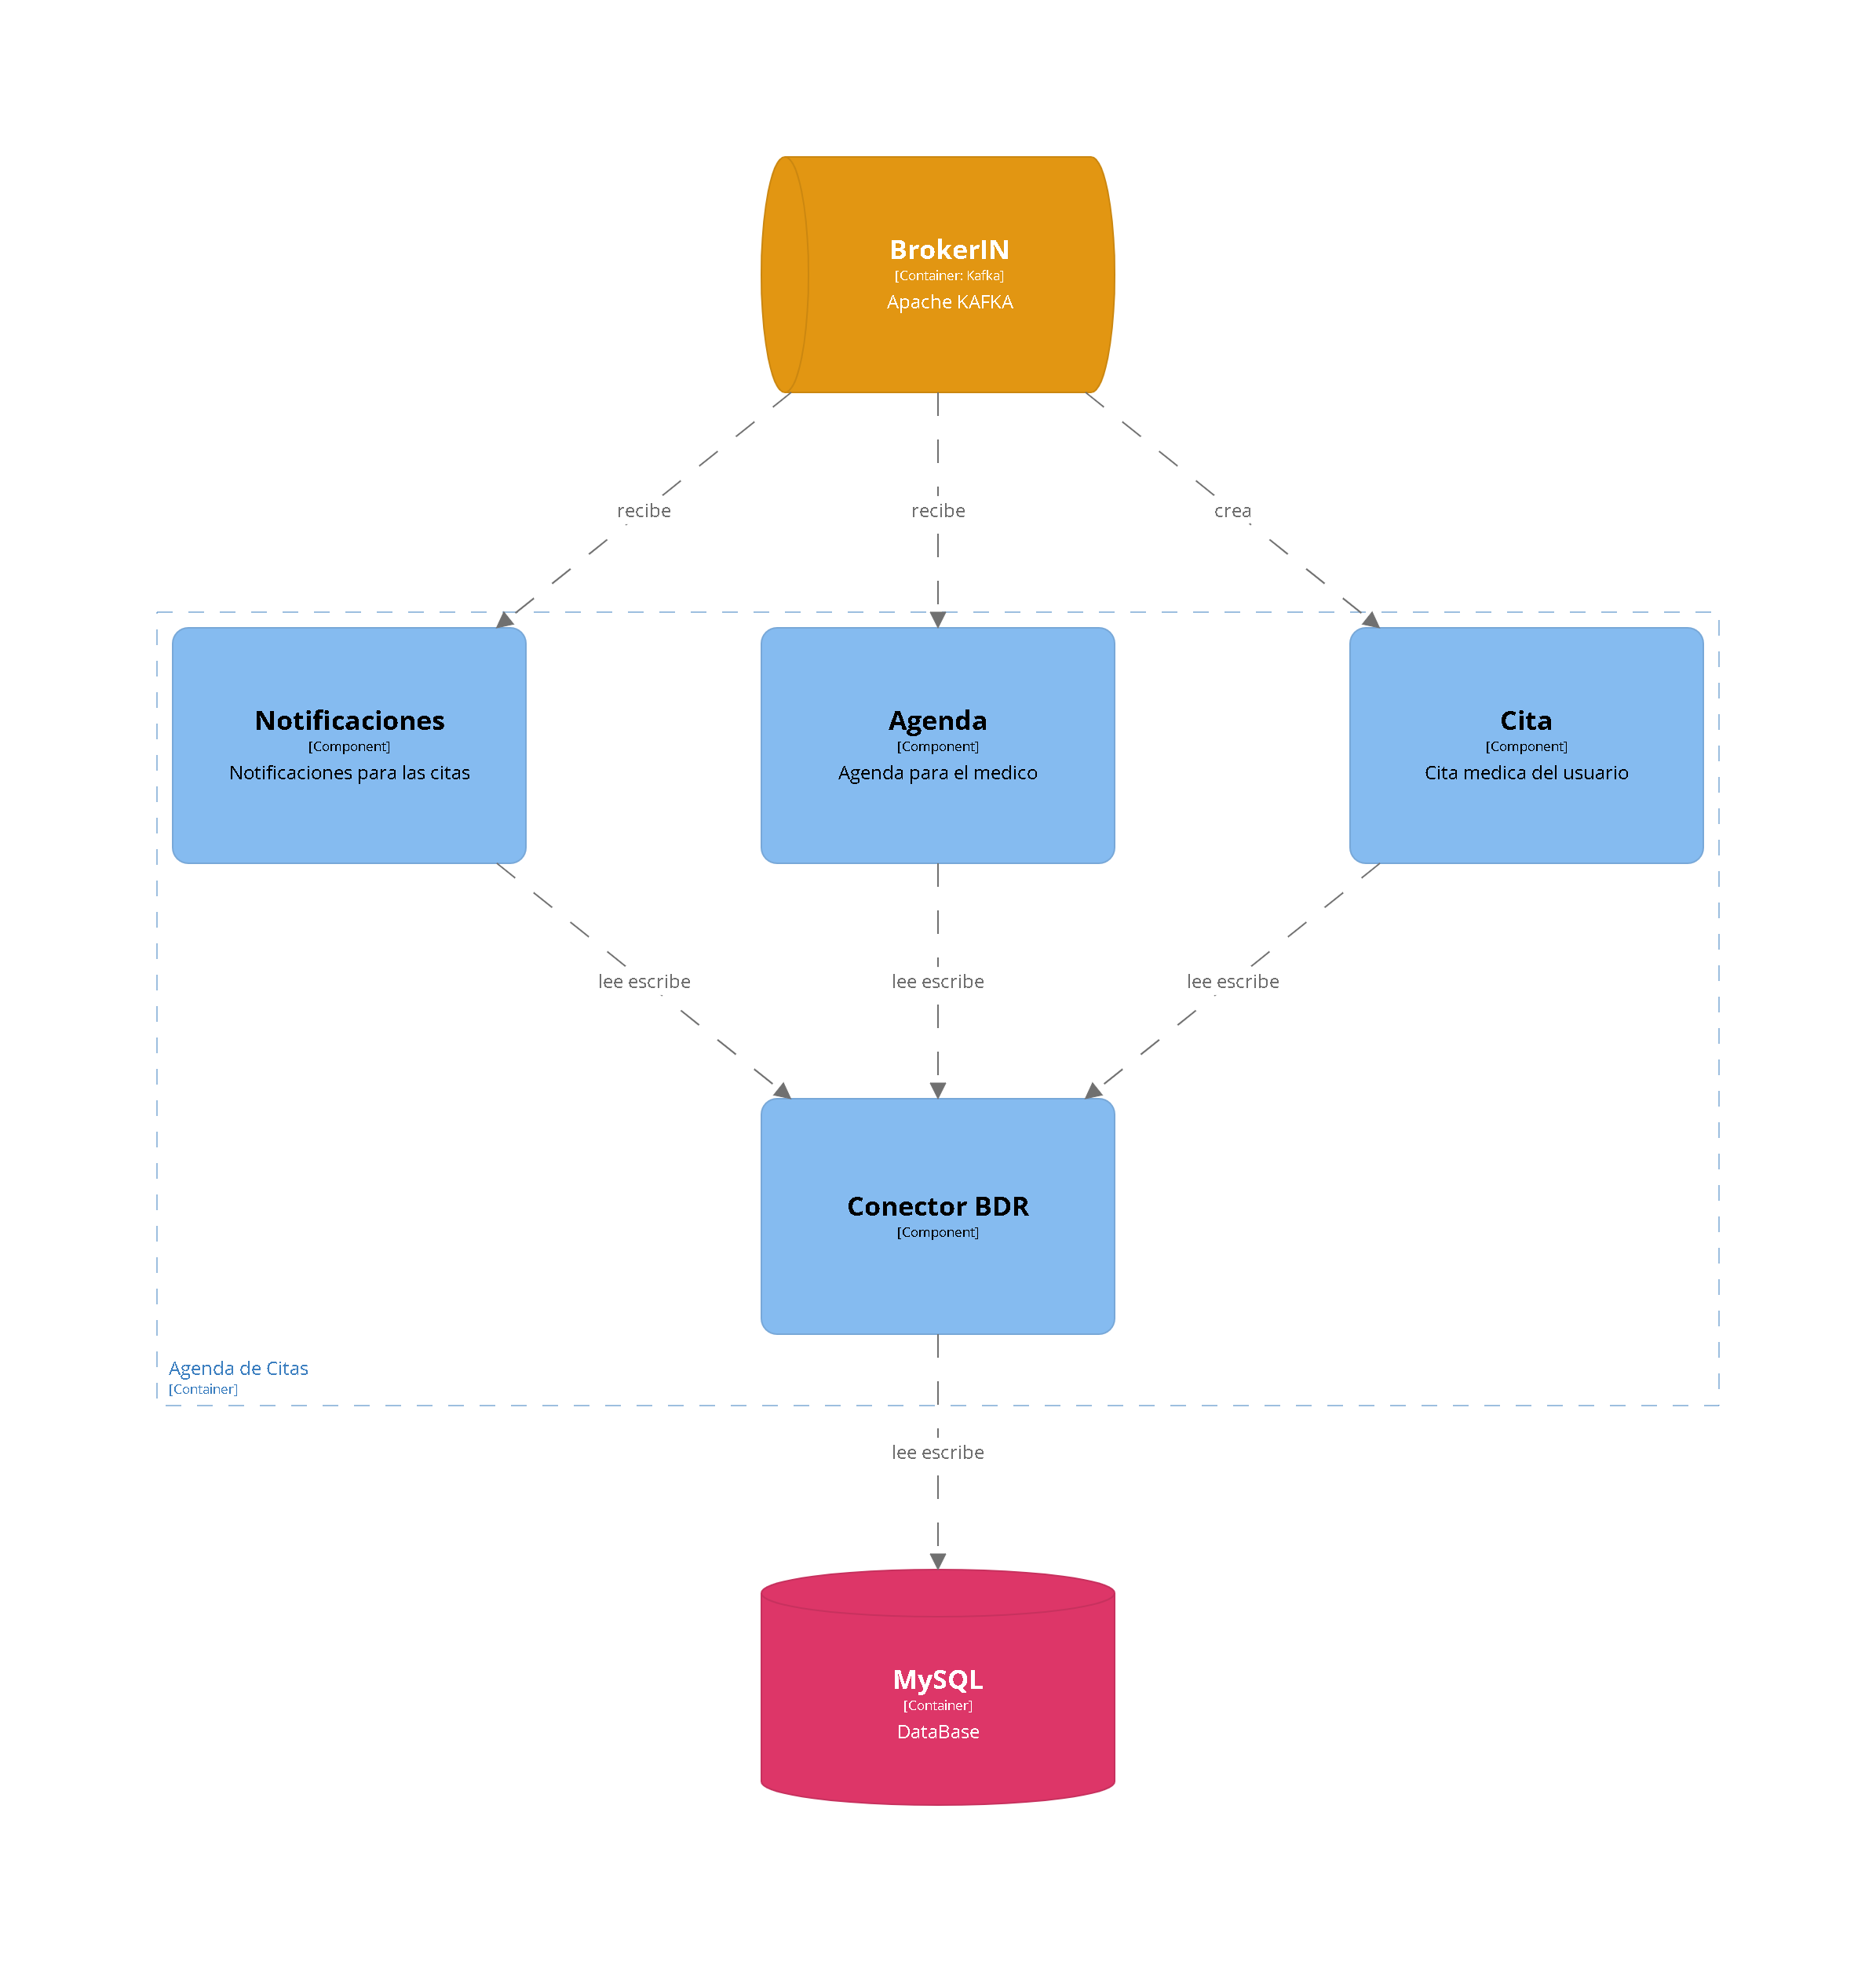 BrokerIN
[Container: Kafka]
Apache KAFKA
recibe
recibe
crea
Notificaciones
[Component]
Notificaciones para las citas
Agenda
[Component]
Agenda para el medico
Cita
[Component]
Cita medica del usuario
lee escribe
lee escribe
lee escribe
Conector BDR
[Component]
Agenda de Citas
[Container]
lee escribe
MySQL
[Container]
DataBase